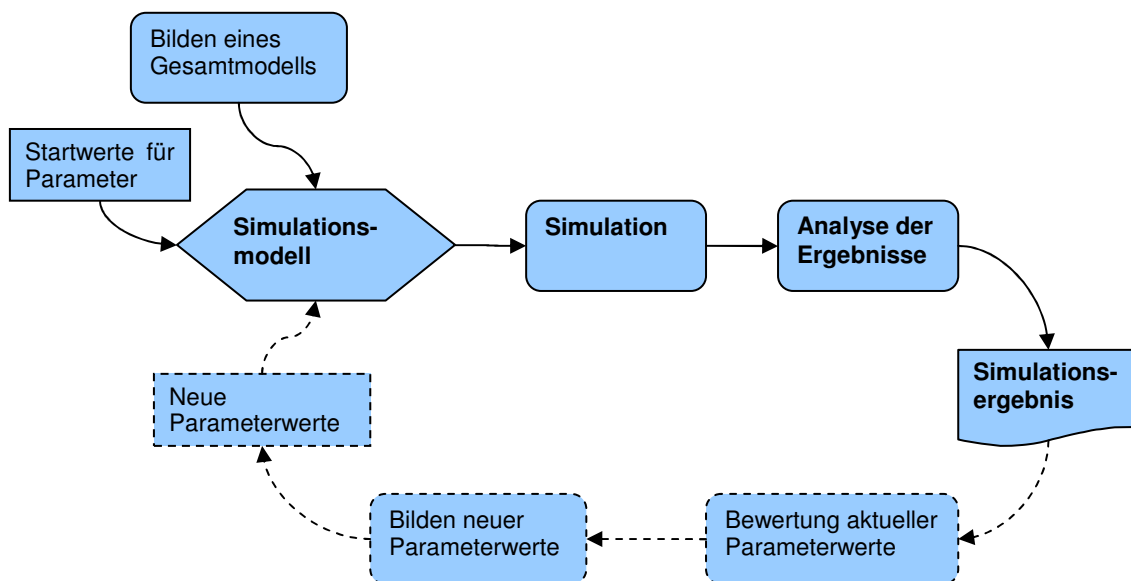 Bilden eines
Gesamtmodells
Startwerte für
Parameter
Simulations-
modell
Simulation
Analyse der
Ergebnisse
Simulations-
ergebnis
Neue
Parameterwerte
Bilden neuer
Parameterwerte
Bewertung aktueller
Parameterwerte